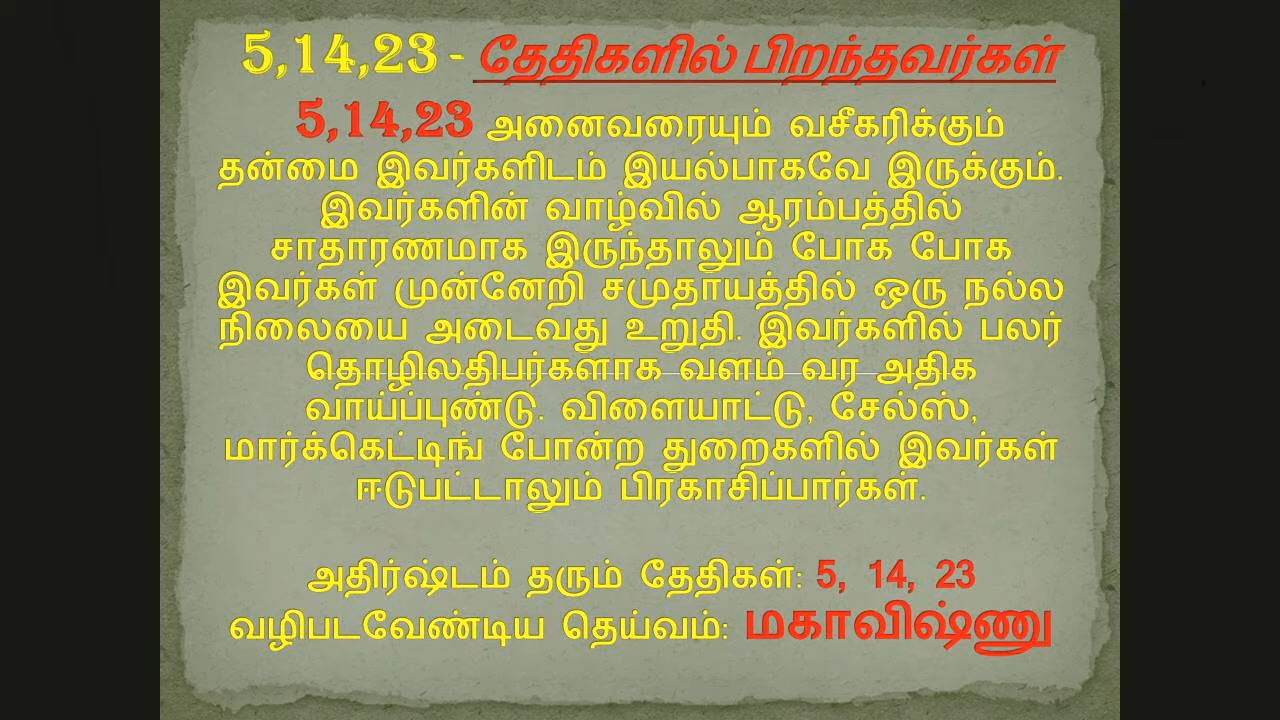 5,14,23 - தேதிகளில் பிறந்தவர்கள்
5,14,23 அனைவரையும் வசீகரிக்கும்
தன்மை இவர்களிடம் இயல்பாகவே இருக்கும்.
இவர்களின் வாழ்வில் ஆரம்பத்தில்
சாதாரணமாக இருந்தாலும் போக போக
இவர்கள் முன்னேறி சமுதாயத்தில் ஒரு நல்ல
நிலையை அடைவது உறுதி. இவர்களில் பலர்
தொழிலதிபர்களாக வளம் வர அதிக
வாய்ப்புண்டு. விளையாட்டு, சேல்ஸ்,
மார்க்கெட்டிங் போன்ற துறைகளில் இவர்கள்
ஈடுபட்டாலும் பிரகாசிப்பார்கள்.
அதிர்ஷ்டம் தரும் தேதிகள்: 5, 14, 23
வழிபடவேண்டிய தெய்வம்: மகாவிஷ்ணு